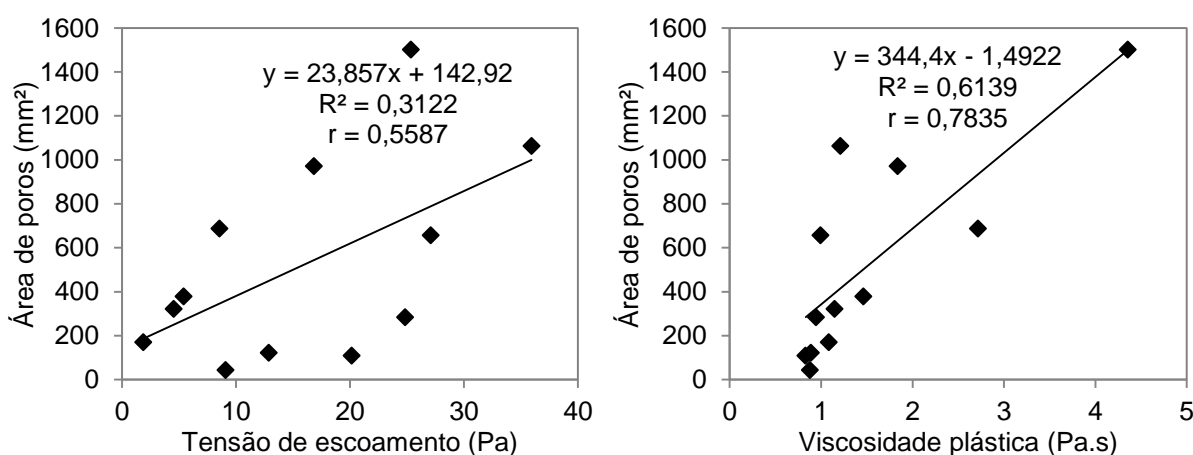 Área de poros (mm²)
1600
1400
1200
1000
800
600
400
200
0
y = 23,857x + 142,92
R² = 0,3122
r = 0,5587
0 10 20 30 40
Tensão de escoamento (Pa)
Área de poros (mm²)
1600
1400
1200
1000
800
600
400
200
0
y = 344,4x - 1,4922
R² = 0,6139
r = 0,7835
0 1 2 3 4 5
Viscosidade plástica (Pa.s)